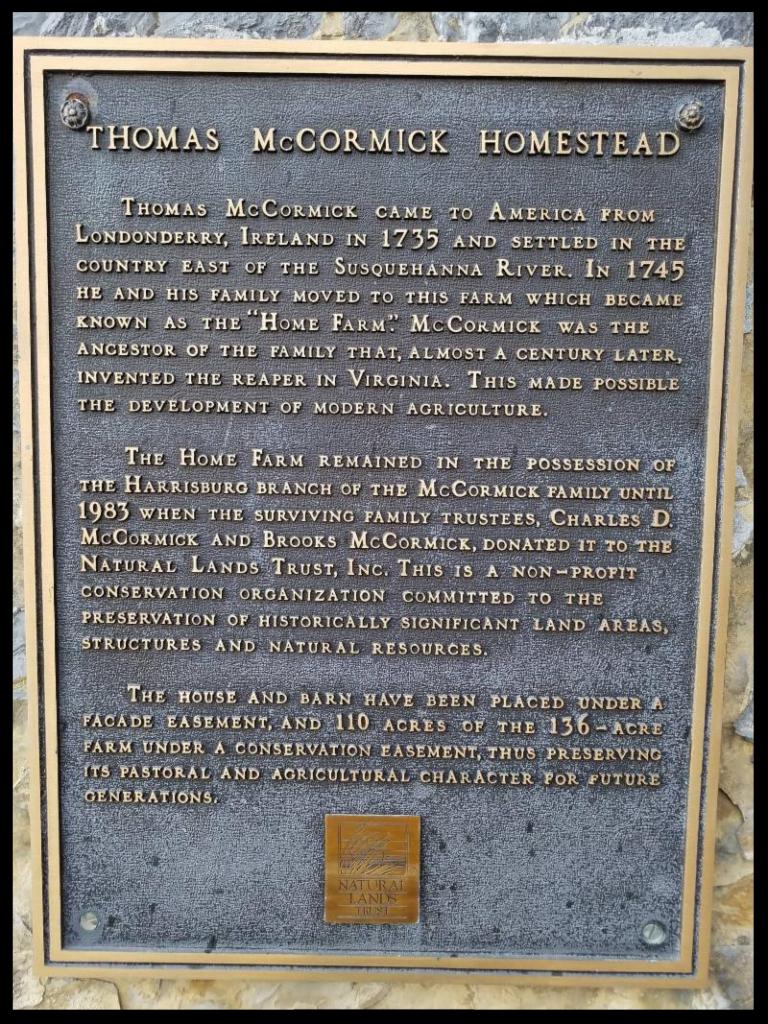 THOMAS McCORMICK HOMESTEAD
THOMAS McCORMICK CAME TO AMERICA FROM
LONDONDERRY, IRELAND IN 1735 AND SETTLED IN THE
COUNTRY EAST OF THE SUSQUEHANNA RIVER. IN 1745
HE AND HIS FAMILY MOVED TO THIS FARM WHICH BECAME
KNOWN AS THE "HOME FARM." McCORMICK WAS THE
ANCESTOR OF THE FAMILY THAT, ALMOST A CENTURY LATER,
INVENTED THE REAPER IN VIRGINIA. THIS MADE POSSIBLE
THE DEVELOPMENT OF MODERN AGRICULTURE.
THE HOME FARM REMAINED IN THE POSSESSION OF
THE HARRISBURG BRANCH OF THE McCORMICK FAMILY UNTIL
1983 WHEN THE SURVIVING FAMILY TRUSTEES, CHARLES D.
McCORMICK AND BROOKS McCORMICK, DONATED IT TO THE
NATURAL LANDS TRUST, INC. THIS IS A NON-PROFIT
CONSERVATION ORGANIZATION COMMITTED TO THE
PRESERVATION OF HISTORICALLY SIGNIFICANT LAND AREAS,
STRUCTURES AND NATURAL RESOURCES.
THE HOUSE AND BARN HAVE BEEN PLACED UNDER A
FACADE EASEMENT, AND 110 ACRES OF THE 136-ACRE
FARM UNDER A CONSERVATION EASEMENT, THUS PRESERVING
ITS PASTORAL AND AGRICULTURAL CHARACTER FOR FUTURE
GENERATIONS.
NATURAL
LANDS
TRUST